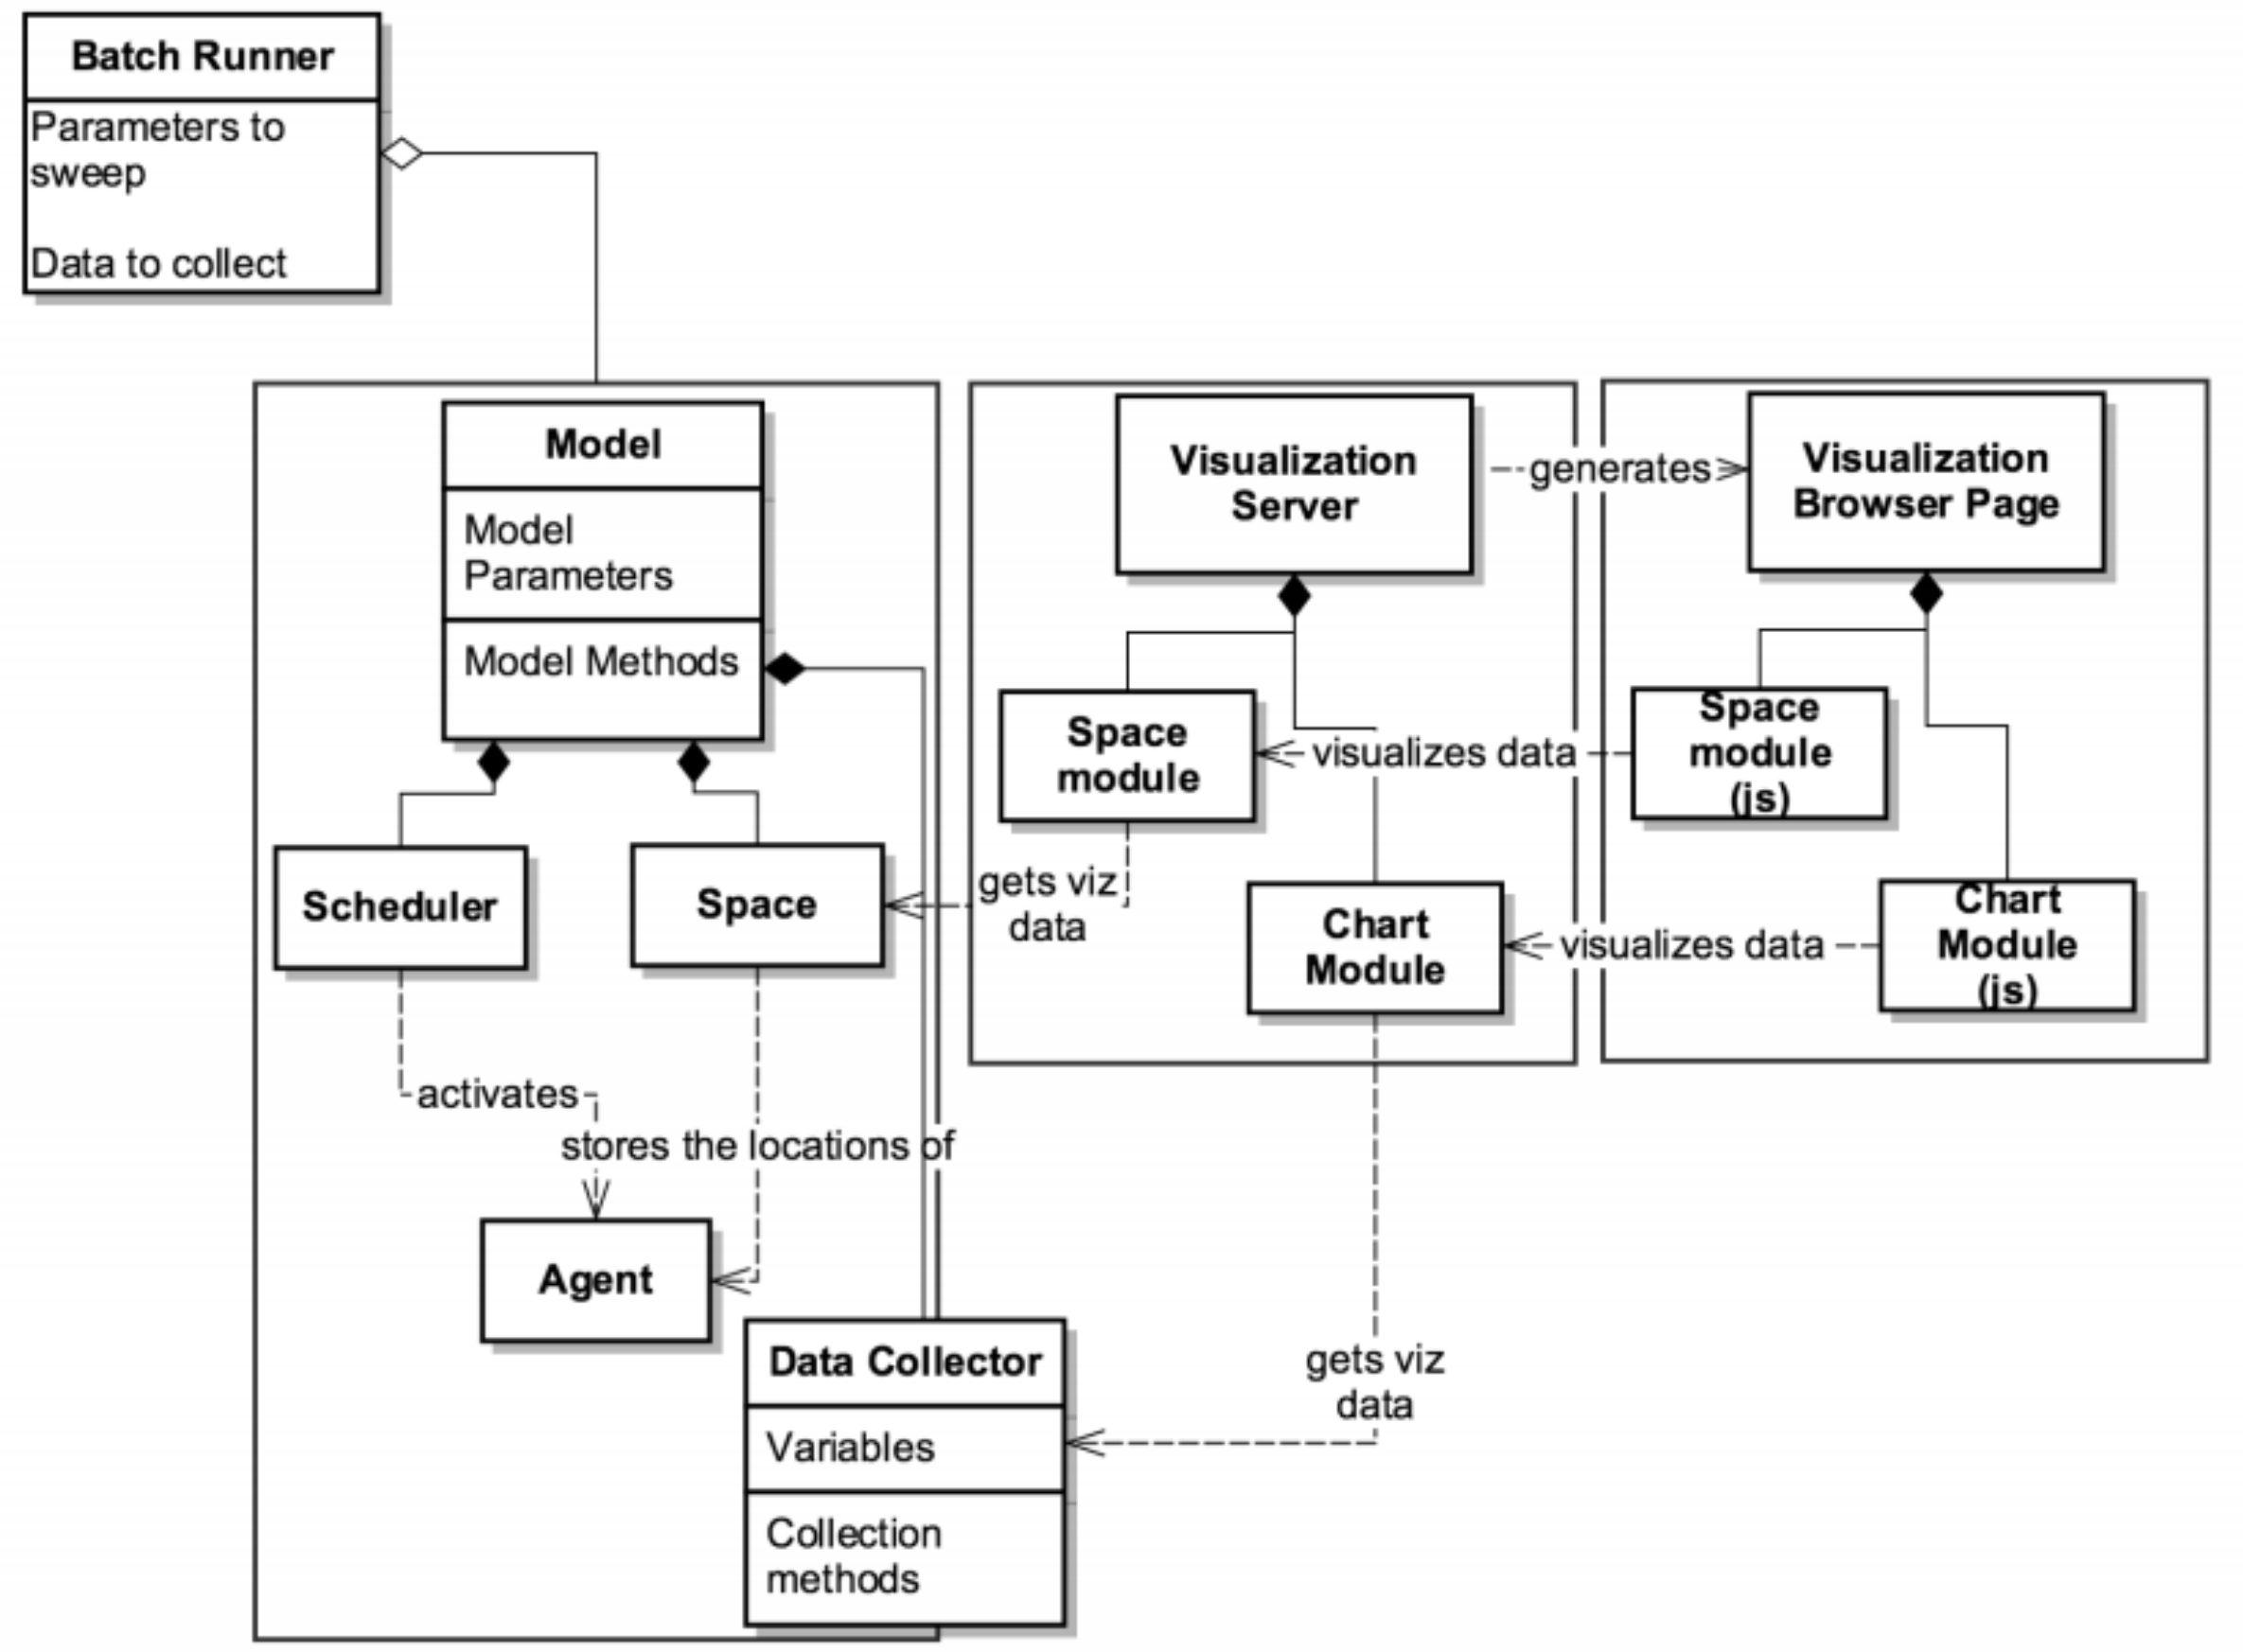 Batch Runner
Parameters to
sweep
Data to collect
Model
Model
Parameters
Model Methods
Scheduler
Space
activates
stores the locations of
Agent
Data Collector
Variables
Collection
methods
Visualization
Server
generates
Visualization
Browser Page
Space
module
visualizes data
Space
module
(js)
gets viz
data
Chart
Module
visualizes data
Chart
Module
(js)
gets viz
data